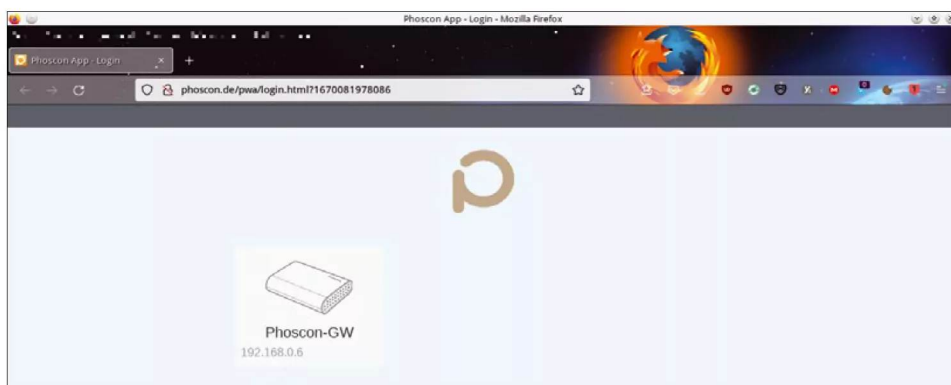 Phoscon App - Login - Mozilla Firefox
Phoscon App - Login
phoscon.de/pwa/login.html?1670081978086
Phoscon-GW
192.168.0.6